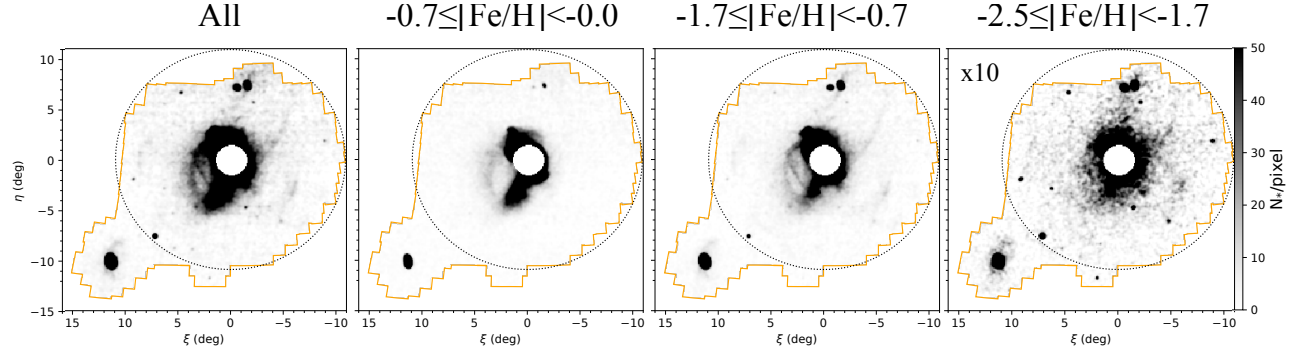 All
-0.7≤|Fe/H|<-0.0
-1.7≤|Fe/H|<-0.7
-2.5≤|Fe/H|<-1.7
x10
10
5
0
−5
−10
−15
η (deg)
15 10 5 0 −5 −10
15 10 5 0 −5 −10
15 10 5 0 −5 −10
15 10 5 0 −5 −10
ξ (deg)
ξ (deg)
ξ (deg)
ξ (deg)
50
40
30
20
10
0
N*/pixel